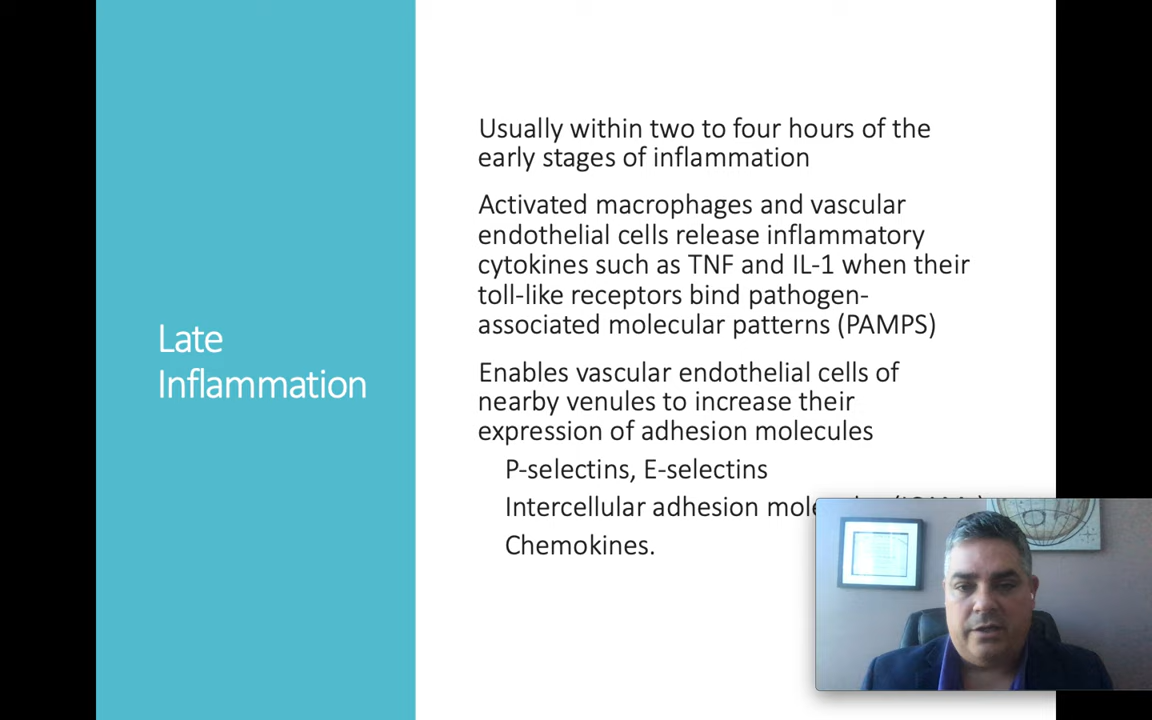 Late
Inflammation
Usually within two to four hours of the
early stages of inflammation
Activated macrophages and vascular
endothelial cells release inflammatory
cytokines such as TNF and IL-1 when their
toll-like receptors bind pathogen-
associated molecular patterns (PAMPS)
Enables vascular endothelial cells of
nearby venules to increase their
expression of adhesion molecules
P-selectins, E-selectins
Intercellular adhesion
Chemokines.